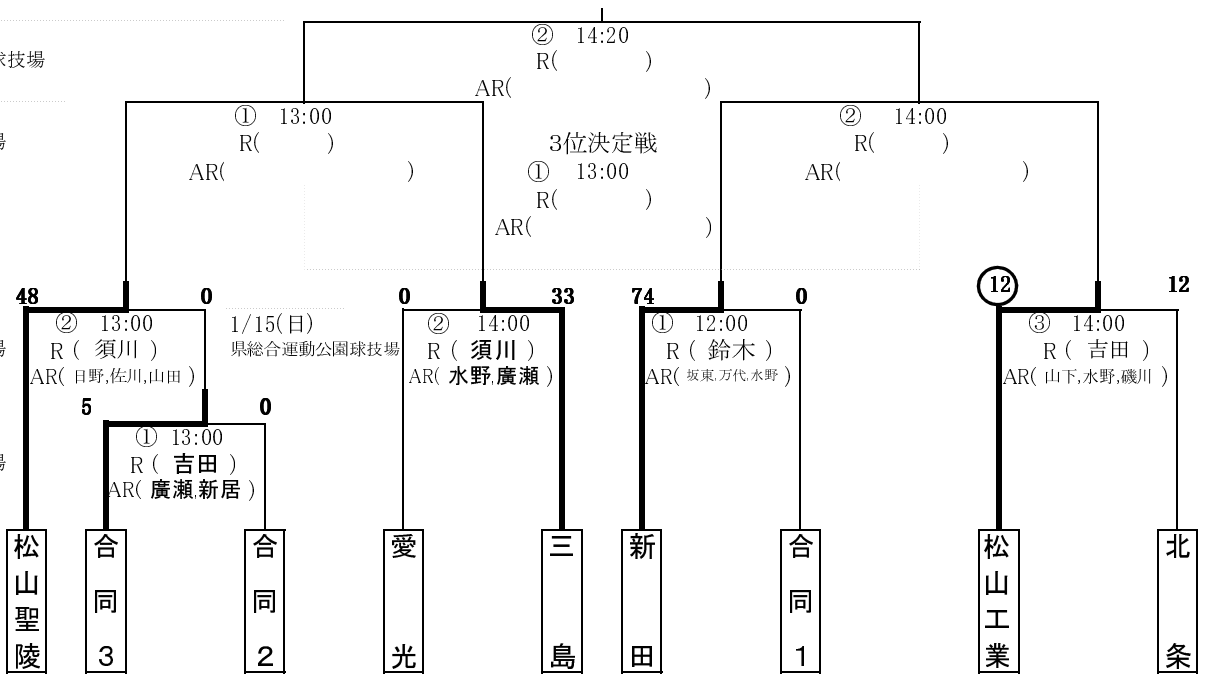 ② 14:20
R( )
AR( )
球技場
① 13:00
R( )
AR( )
② 14:00
R( )
AR( )
3位決定戦
① 13:00
R( )
AR( )
場
48 0
② 13:00
R ( 須川 )
AR( 日野,佐川,山田 )
1/15(日)
県総合運動公園球技場
0 33
② 14:00
R ( 須川 )
AR( 水野,廣瀬 )
74 0
① 12:00
R ( 鈴木 )
AR( 坂東,万代,水野 )
12 12
③ 14:00
R ( 吉田 )
AR( 山下,水野,磯川 )
場
5 0
① 13:00
R ( 吉田 )
AR( 廣瀬,新居 )
場
松山聖陵
合同3
合同2
愛光
三島
新田
合同1
松山工業
北条